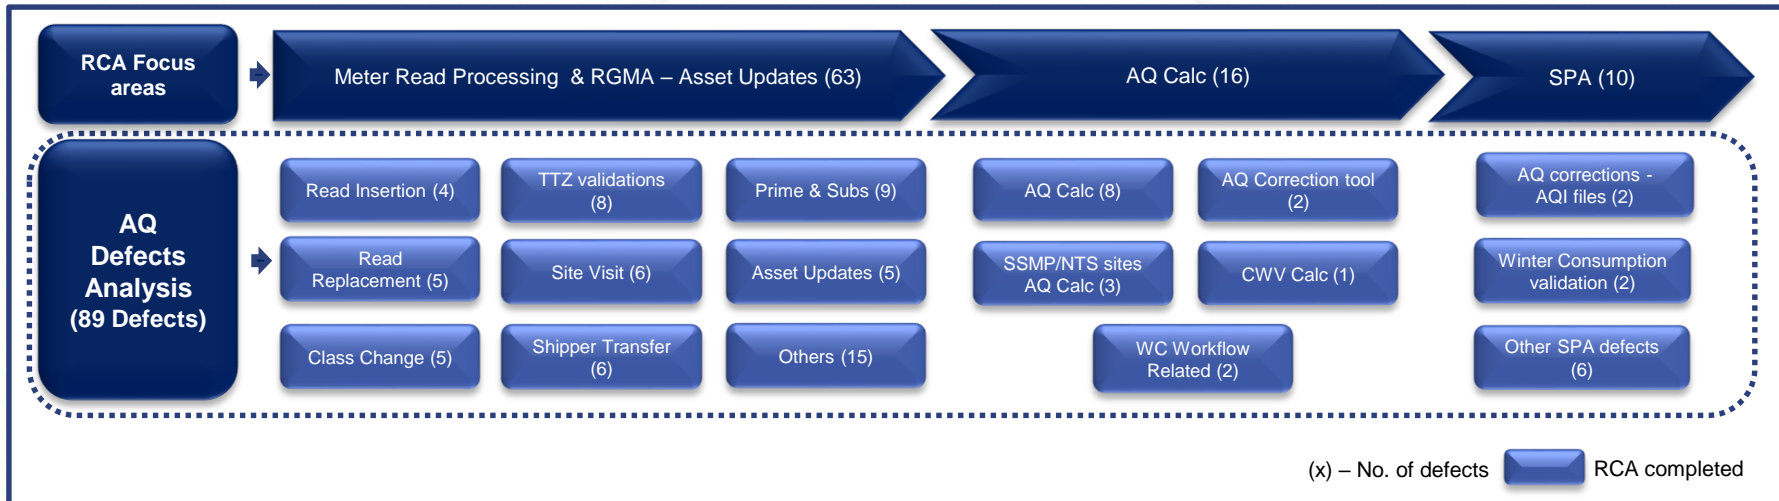 RCA Focus
areas
Meter Read Processing & RGMA – Asset Updates (63)
AQ Calc (16)
SPA (10)
AQ
Defects
Analysis
(89 Defects)
Read Insertion (4)
TTZ validations
(8)
Prime & Subs (9)
AQ Calc (8)
AQ Correction tool
(2)
AQ corrections -
AQI files (2)
Read
Replacement (5)
Site Visit (6)
Asset Updates (5)
SSMP/NTS sites
AQ Calc (3)
CWV Calc (1)
Winter Consumption
validation (2)
Class Change (5)
Shipper Transfer
(6)
Others (15)
WC Workflow
Related (2)
Other SPA defects
(6)
(x) – No. of defects
RCA completed